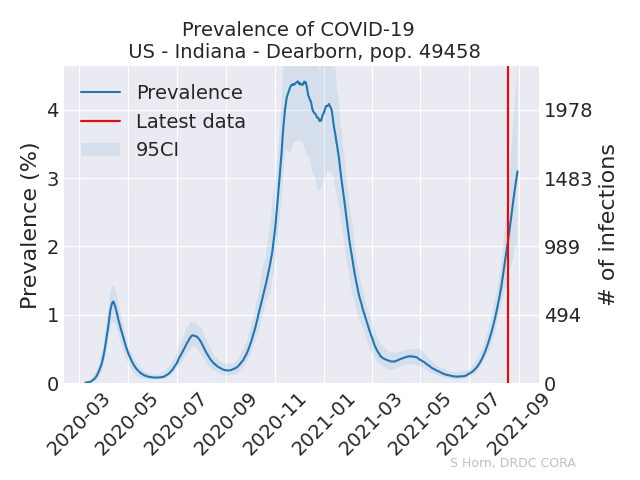 Prevalence of COVID-19
US - Indiana - Dearborn, pop. 49458
Prevalence
Latest data
95CI
Prevalence (%)
4
3
2
1
0
1978
1483
989
494
0
# of infections
2020-03
2020-05
2020-07
2020-09
2020-11
2021-01
2021-03
2021-05
2021-07
2021-09
S Horn, DRDC CORA